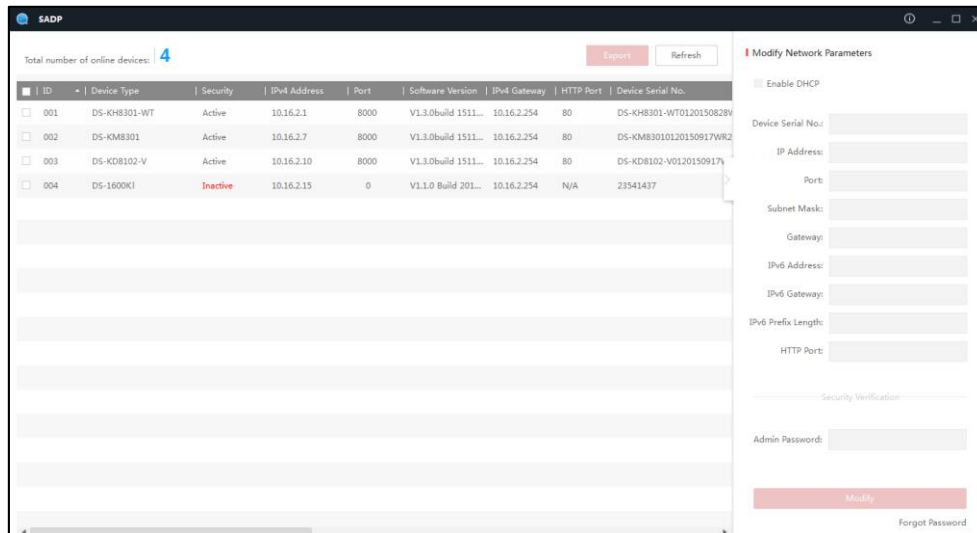 SADP
Total number of online devices: 4
Export
Refresh
ID Device Type Security IPv4 Address Port Software Version IPv4 Gateway HTTP Port Device Serial No.
001 DS-KH8301-WT Active 10.16.2.1 8000 V1.3.0build 1511... 10.16.2.254 80 DS-KH8301-WT0120150828V
002 DS-KM8301 Active 10.16.2.7 8000 V1.3.0build 1511... 10.16.2.254 80 DS-KM83010120150917WR2
003 DS-KD8102-V Active 10.16.2.10 8000 V1.3.0build 1511... 10.16.2.254 80 DS-KD8102-V0120150917\
004 DS-1600KI Inactive 10.16.2.15 0 V1.1.0 Build 201... 10.16.2.254 N/A 23541437
Modify Network Parameters
Enable DHCP
Device Serial No.:
IP Address:
Port:
Subnet Mask:
Gateway:
IPv6 Address:
IPv6 Gateway:
IPv6 Prefix Length:
HTTP Port:
Security Verification
Admin Password:
Modify
Forgot Password